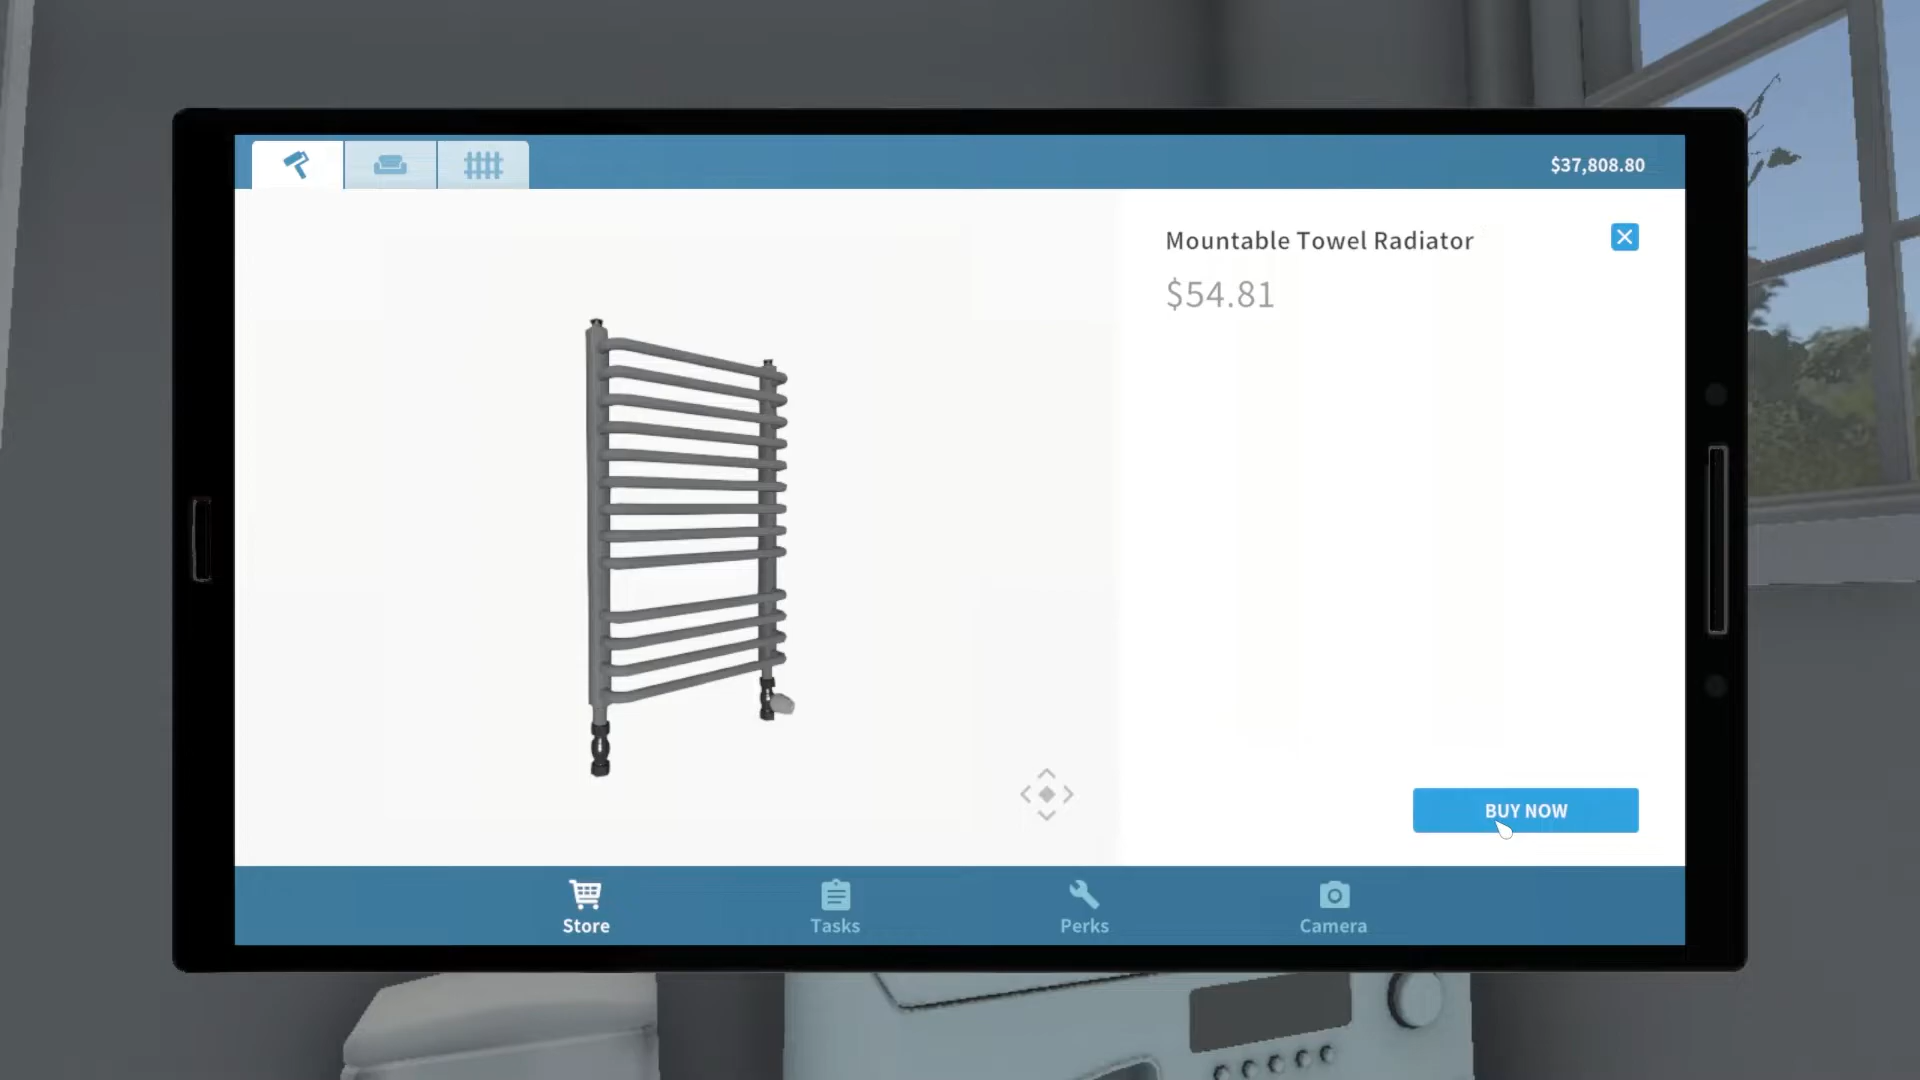 $37,808.80
Mountable Towel Radiator
$54.81
BUY NOW
Store
Tasks
Perks
Camera